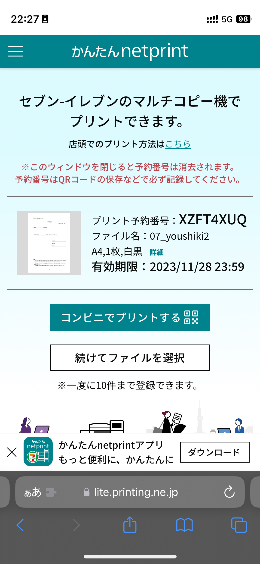 22:27
5G 98
かんたんnetprint
セブン‐イレブンのマルチコピー機で
プリントできます。
店頭でのプリント方法はこちら
※このウィンドウを閉じると予約番号は消去されます。
予約番号はQRコードの保存などで必ず記録してください。
プリント予約番号：XZFT4XUQ
ファイル名：07_youshiki2
A4,1枚,白黒 詳細
有効期限：2023/11/28 23:59
コンビニでプリントする
続けてファイルを選択
※一度に10件まで登録できます。
かんたんnetprintアプリ
もっと便利に、かんたんに
ダウンロード
ぁあ
lite.printing.ne.jp